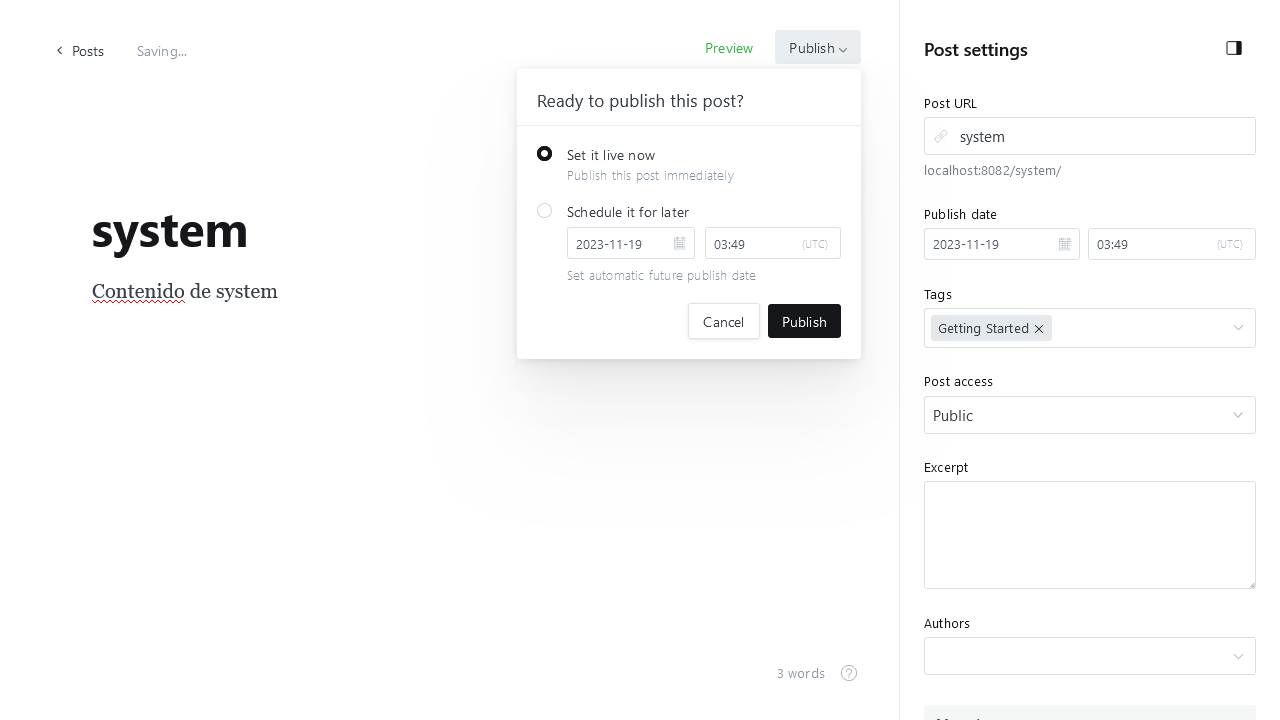 Posts
Saving...
Preview
Publish
Ready to publish this post?
Set it live now
Publish this post immediately
Schedule it for later
2023-11-19
03:49
(UTC)
Set automatic future publish date
Cancel
Publish
system
Contenido de system
3 words
Post settings
Post URL
system
localhost:8082/system/
Publish date
2023-11-19
03:49
(UTC)
Tags
Getting Started
Post access
Public
Excerpt
Authors